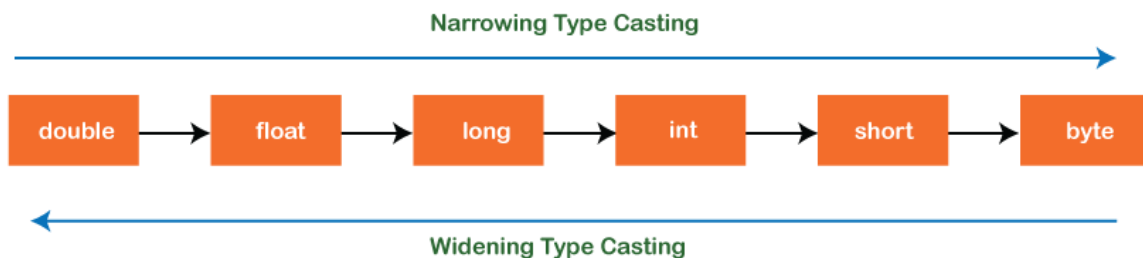 Narrowing Type Casting
double float long int short byte
Widening Type Casting